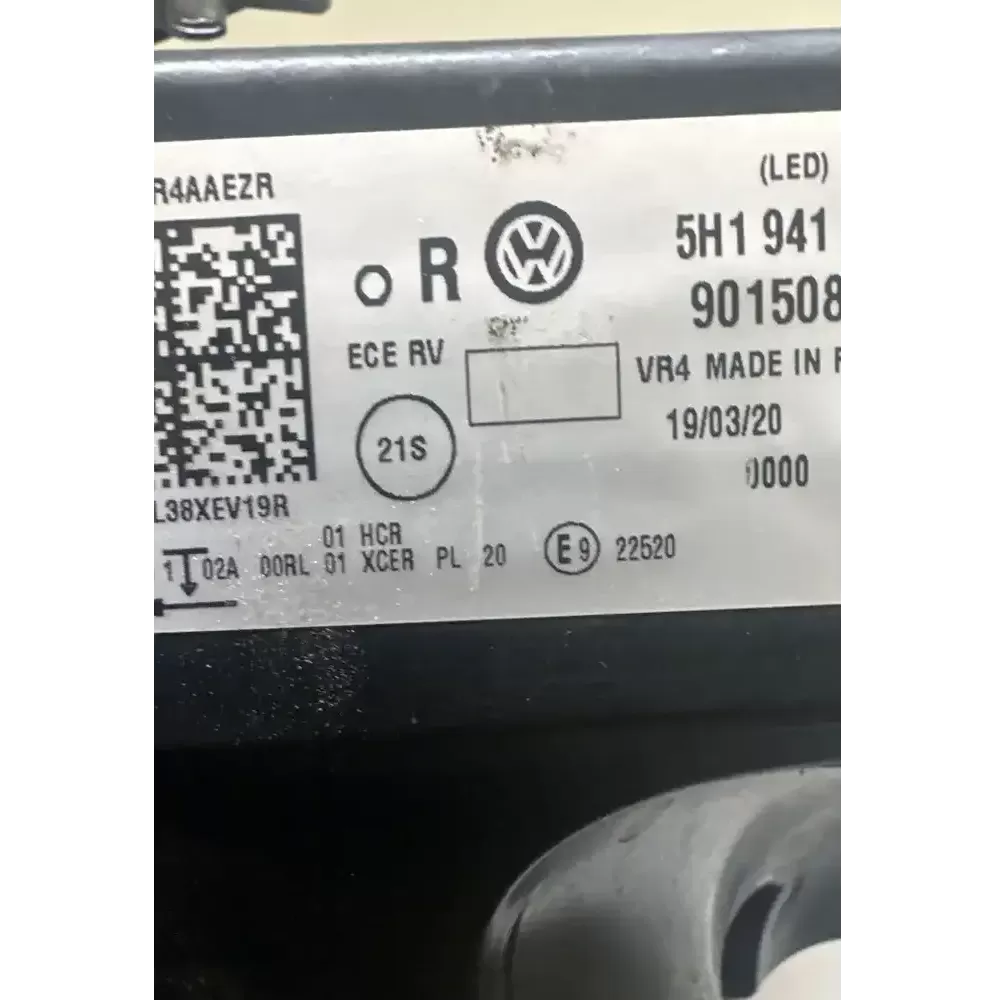 (LED)
R4AAEZR
R
5H1 941
901508
ECE RV
VR4 MADE IN
21S
19/03/20
0000
L38XEV19R
01 HCR
1 02A 00RL 01 XCER PL 20 E9 22520